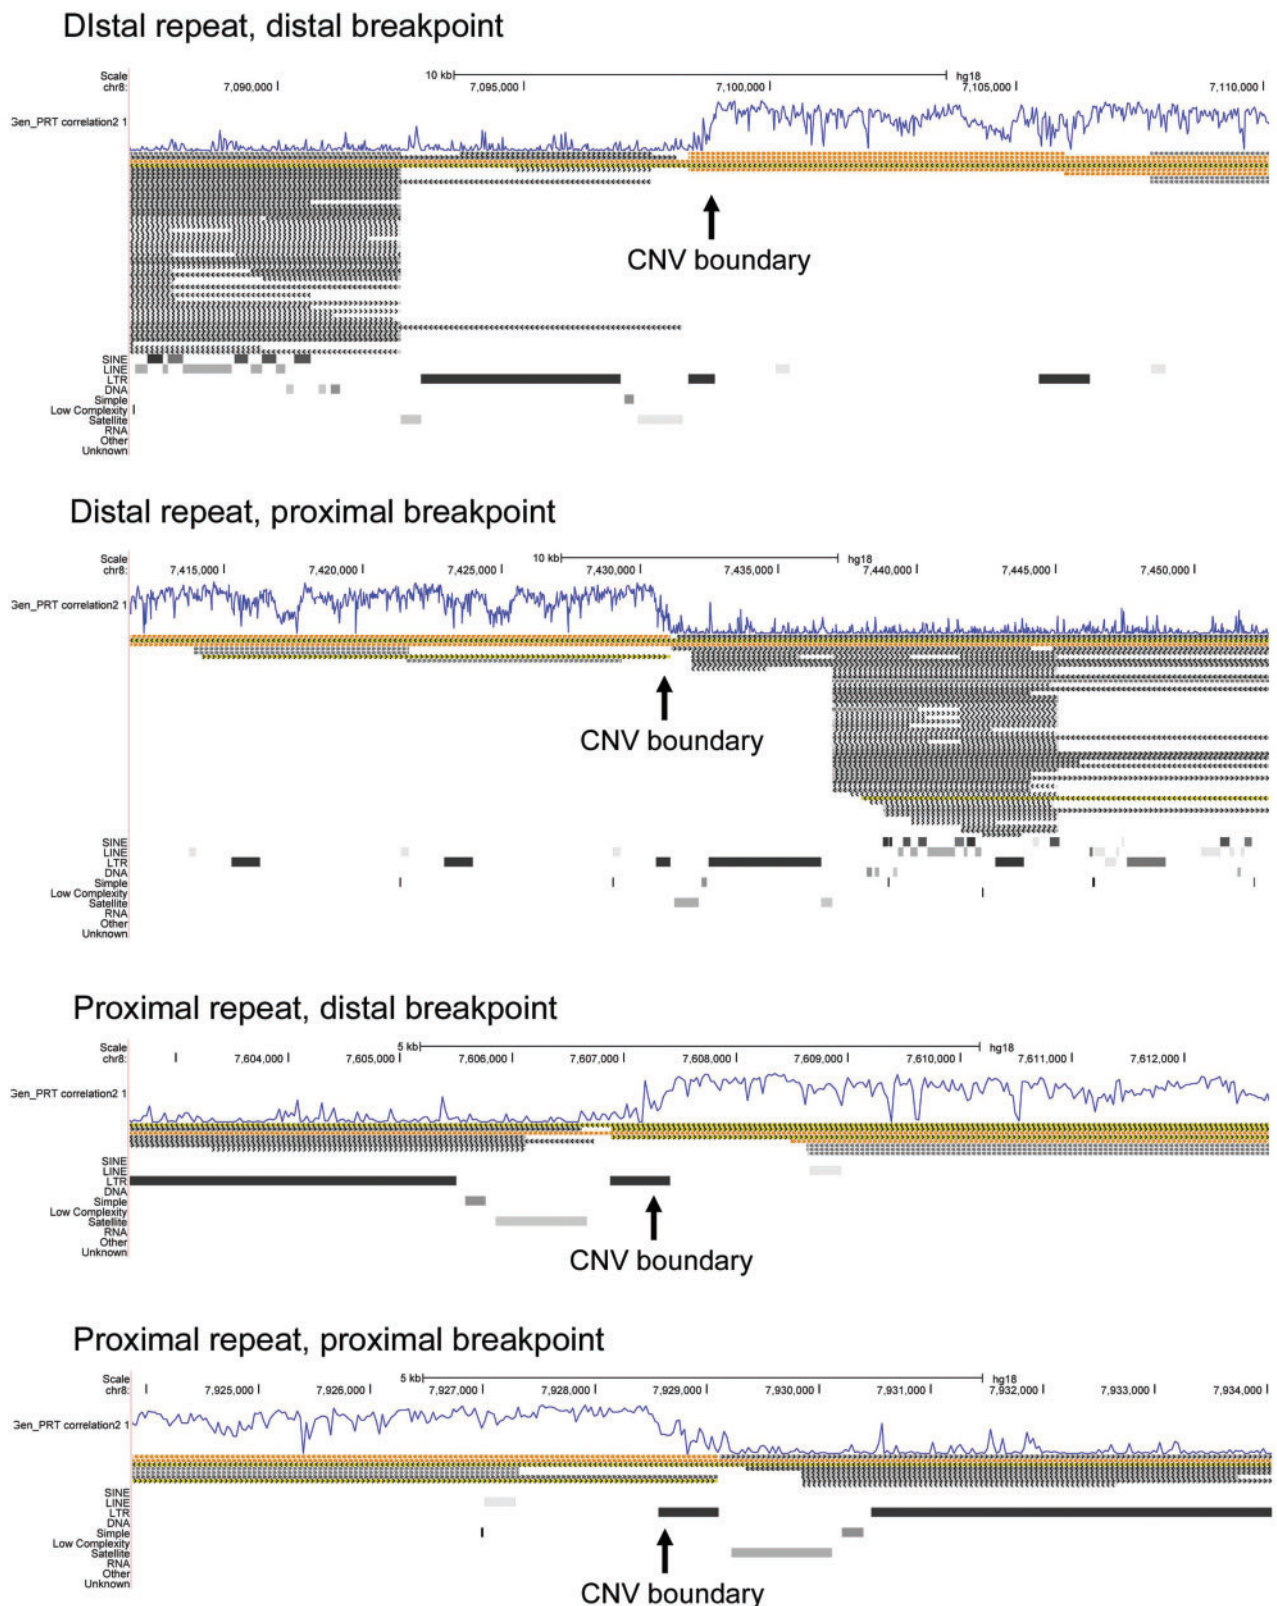 DIstal repeat, distal breakpoint
Scale 10 kb hg18
chr8: 7,090,000 7,095,000 7,100,000 7,105,000 7,110,000
Gen_PRT correlation2 1
CNV boundary
SINE
LINE
LTR
DNA
Simple
Low Complexity
Satellite
RNA
Other
Unknown
Distal repeat, proximal breakpoint
Scale 10 kb hg18
chr8: 7,415,000 7,420,000 7,425,000 7,430,000 7,435,000 7,440,000 7,445,000 7,450,000
Gen_PRT correlation2 1
CNV boundary
SINE
LINE
LTR
DNA
Simple
Low Complexity
Satellite
RNA
Other
Unknown
Proximal repeat, distal breakpoint
Scale 5 kb hg18
chr8: 7,604,000 7,605,000 7,606,000 7,607,000 7,608,000 7,609,000 7,610,000 7,611,000 7,612,000
Gen_PRT correlation2 1
SINE
LINE
LTR
DNA
Simple
Low Complexity
Satellite
RNA
Other
Unknown
CNV boundary
Proximal repeat, proximal breakpoint
Scale 5 kb hg18
chr8: 7,925,000 7,926,000 7,927,000 7,928,000 7,929,000 7,930,000 7,931,000 7,932,000 7,933,000 7,934,000
Gen_PRT correlation2 1
SINE
LINE
LTR
DNA
Simple
Low Complexity
Satellite
RNA
Other
Unknown
CNV boundary